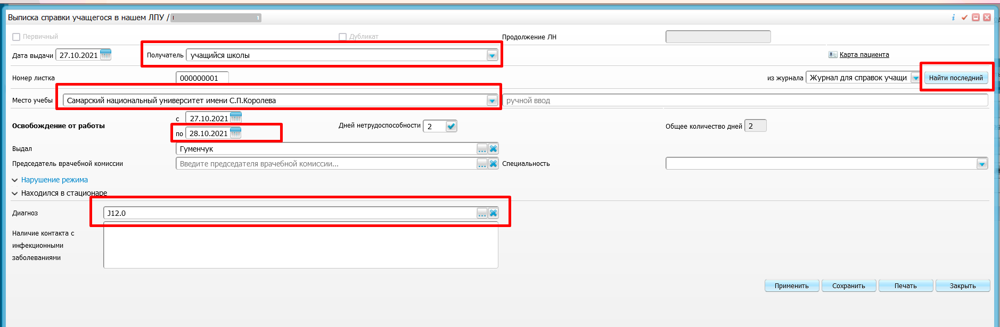 Выписка справки учащегося в нашем ЛПУ /
Первичный Дубликат Продолжение ЛН
Дата выдачи 27.10.2021 Получатель учащийся школы Карта пациента
Номер листка 000000001 из журнала Журнал для справок учащи Найти последний
Место учебы Самарский национальный университет имени С.П.Королева ручной ввод
с 27.10.2021
Освобождение от работы Дней нетрудоспособности 2 Общее количество дней 2
по 28.10.2021
Выдал Гуменчук ...
Председатель врачебной комиссии Введите председателя врачебной комиссии... ... Специальность
Нарушение режима
Находился в стационаре
Диагноз J12.0 ...
Наличие контакта с
инфекционными
заболеваниями
Применить Сохранить Печать Закрыть